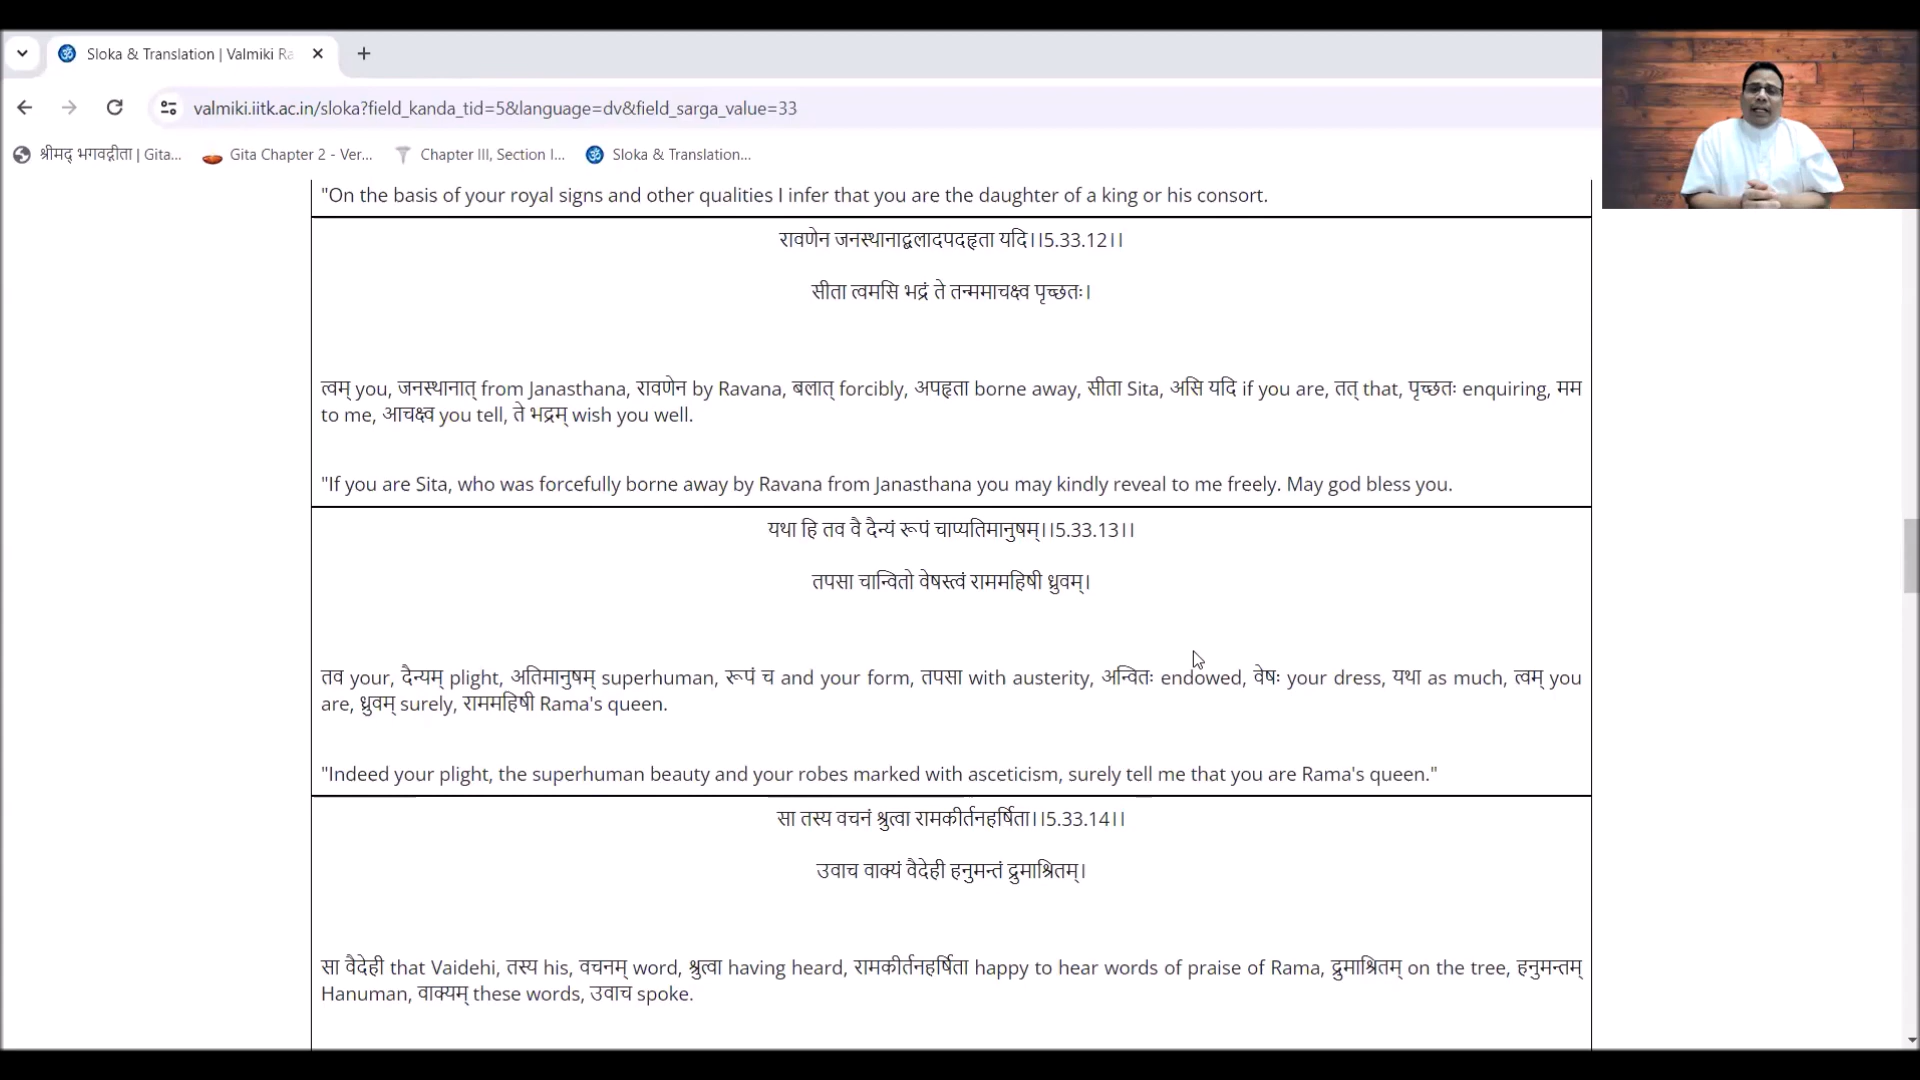 Sloka & Translation | Valmiki Ra
valmiki.iitk.ac.in/sloka?field_kanda_tid=5&language=dv&field_sarga_value=33
श्रीमद् भगवद्गीता | Gita...
Gita Chapter 2 - Ver...
Chapter III, Section I...
Sloka & Translation...
"On the basis of your royal signs and other qualities I infer that you are the daughter of a king or his consort.
रावणेन जनस्थानाद्बलादपदहृता यदि।।5.33.12।।
सीता त्वमसि भद्रं ते तन्ममाचक्ष्व पृच्छतः।
त्वम् you, जनस्थानात् from Janasthana, रावणेन by Ravana, बलात् forcibly, अपहृता borne away, सीता Sita, असि यदि if you are, तत् that, पृच्छतः enquiring, मम
to me, आचक्ष्व you tell, ते भद्रम् wish you well.
"If you are Sita, who was forcefully borne away by Ravana from Janasthana you may kindly reveal to me freely. May god bless you.
यथा हि तव वै दैन्यं रूपं चाप्यतिमानुषम्।।5.33.13।।
तपसा चान्वितो वेषस्त्वं राममहिषी ध्रुवम्।
तव your, दैन्यम् plight, अतिमानुषम् superhuman, रूपं च and your form, तपसा with austerity, अन्वितः endowed, वेषः your dress, यथा as much, त्वम् you
are, ध्रुवम् surely, राममहिषी Rama's queen.
"Indeed your plight, the superhuman beauty and your robes marked with asceticism, surely tell me that you are Rama's queen."
सा तस्य वचनं श्रुत्वा रामकीर्तनहर्षिता।।5.33.14।।
उवाच वाक्यं वैदेही हनुमन्तं द्रुमाश्रितम्।
सा वैदेही that Vaidehi, तस्य his, वचनम् word, श्रुत्वा having heard, रामकीर्तनहर्षिता happy to hear words of praise of Rama, द्रुमाश्रितम् on the tree, हनुमन्तम्
Hanuman, वाक्यम् these words, उवाच spoke.